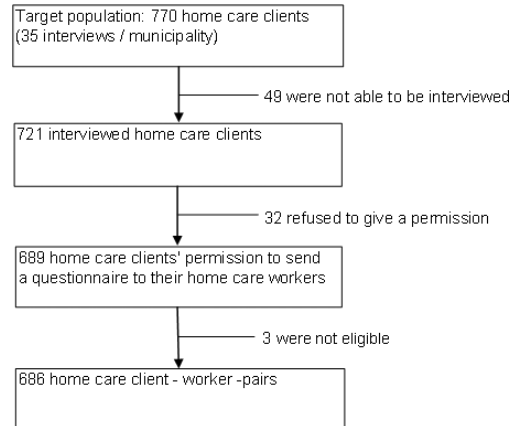 Target population: 770 home care clients
(35 interviews / municipality)
49 were not able to be interviewed
721 interviewed home care clients
32 refused to give a permission
689 home care clients' permission to send
a questionnaire to their home care workers
3 were not eligible
686 home care client - worker -pairs